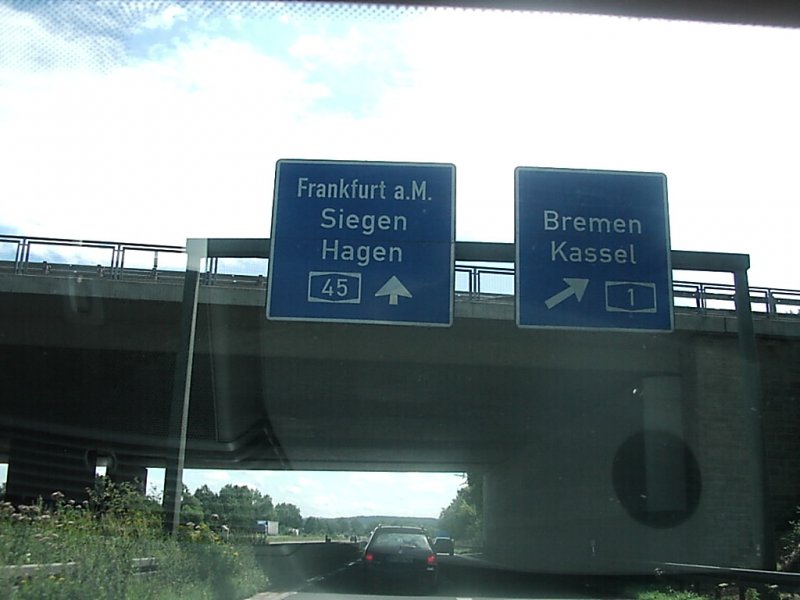 Frankfurt a.M.
Siegen
Hagen
45
Bremen
Kassel
1